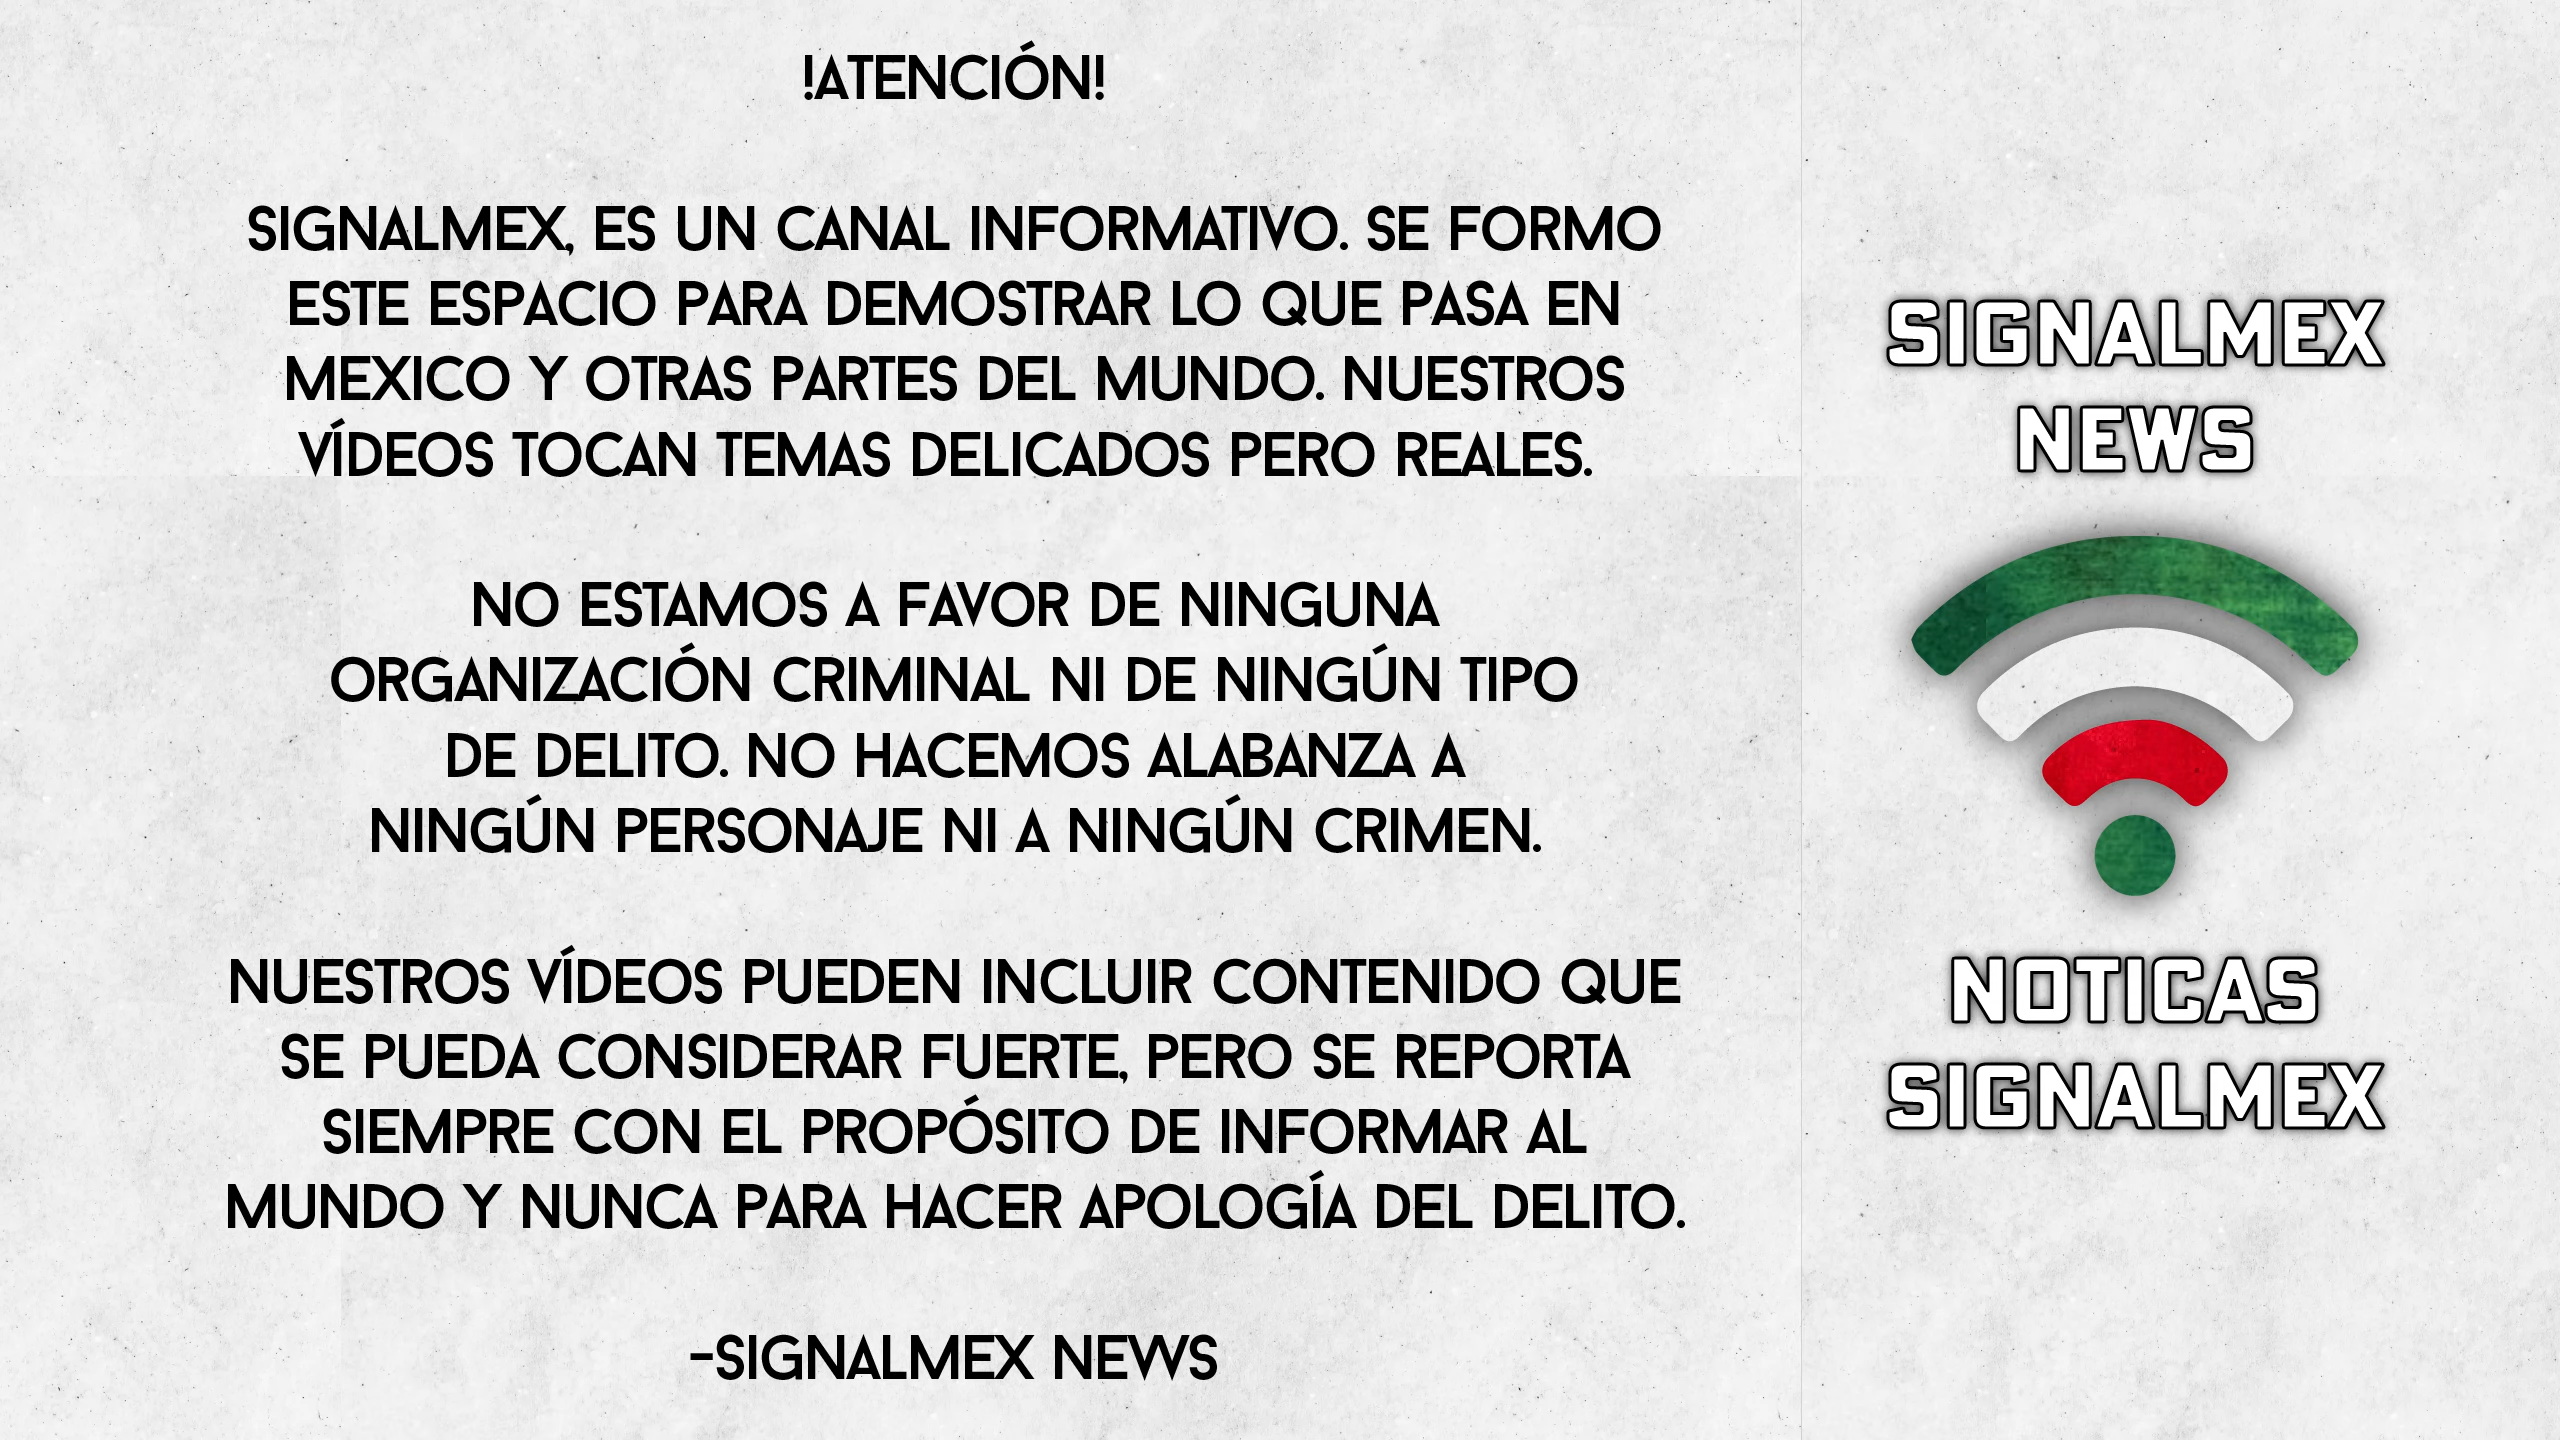 !ATENCIÓN!
SIGNALMEX, ES UN CANAL INFORMATIVO. SE FORMO
ESTE ESPACIO PARA DEMOSTRAR LO QUE PASA EN
MEXICO Y OTRAS PARTES DEL MUNDO. NUESTROS
VÍDEOS TOCAN TEMAS DELICADOS PERO REALES.
NO ESTAMOS A FAVOR DE NINGUNA
ORGANIZACIÓN CRIMINAL NI DE NINGÚN TIPO
DE DELITO. NO HACEMOS ALABANZA A
NINGÚN PERSONAJE NI A NINGÚN CRIMEN.
NUESTROS VÍDEOS PUEDEN INCLUIR CONTENIDO QUE
SE PUEDA CONSIDERAR FUERTE, PERO SE REPORTA
SIEMPRE CON EL PROPÓSITO DE INFORMAR AL
MUNDO Y NUNCA PARA HACER APOLOGÍA DEL DELITO.
-SIGNALMEX NEWS
SIGNALMEX
NEWS
NOTICAS
SIGNALMEX